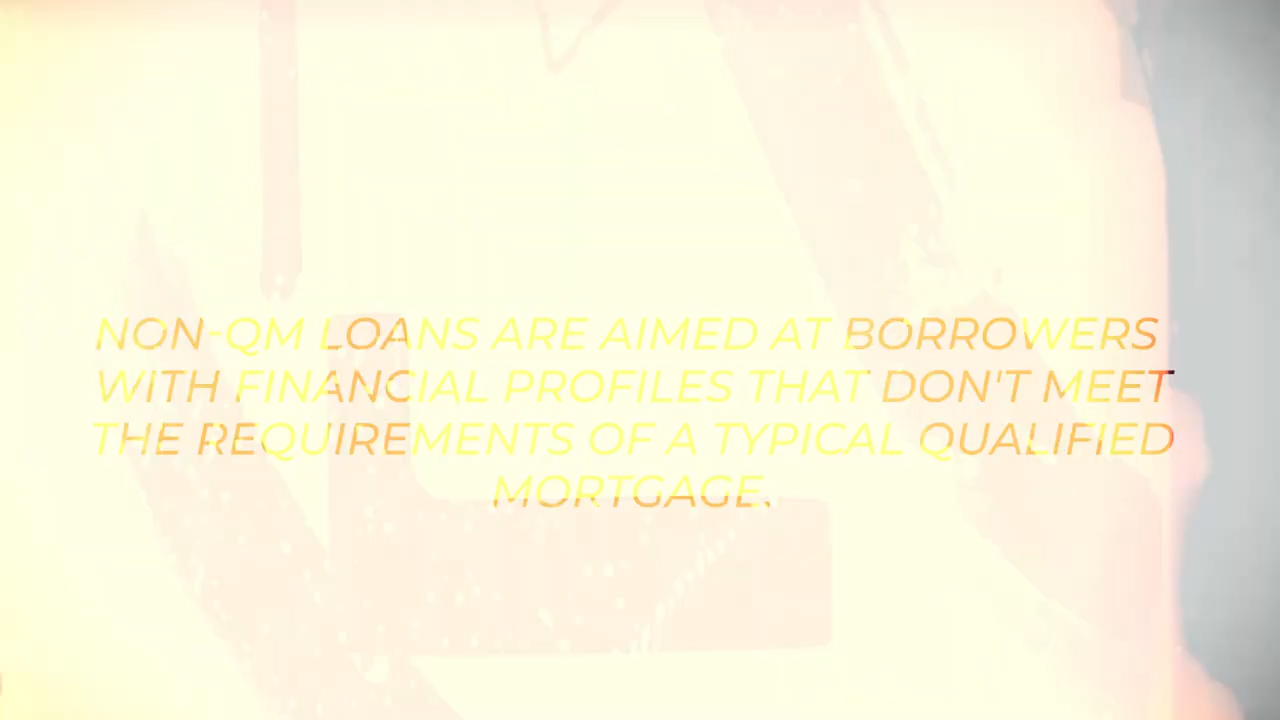 NON-QM LOANS ARE AIMED AT BORROWERS
WITH FINANCIAL PROFILES THAT DON'T MEET
THE REQUIREMENTS OF A TYPICAL QUALIFIED
MORTGAGE.